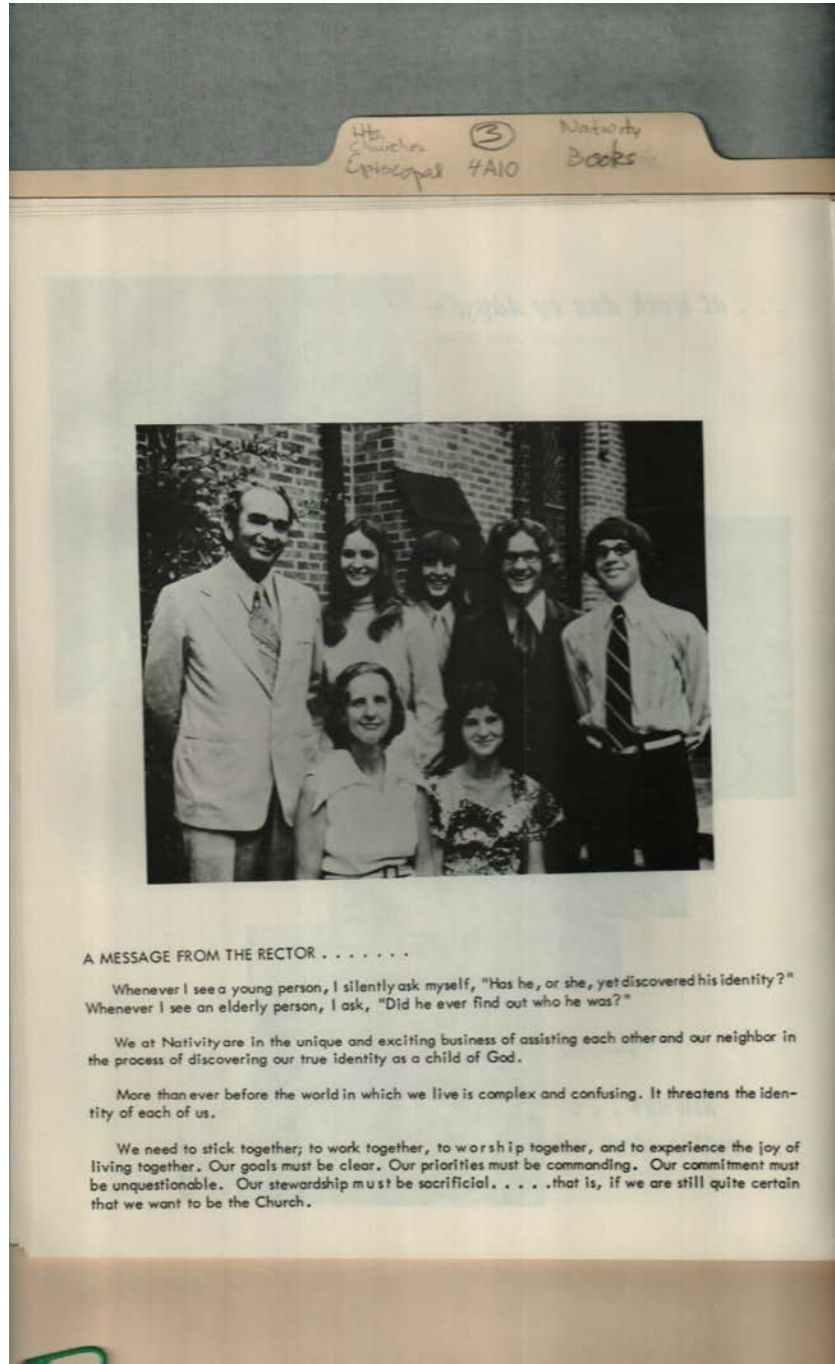 Ht.
Churches
Episcopal
3
4A10
Nativity
Books
A MESSAGE FROM THE RECTOR . . . . . . .
Whenever I see a young person, I silently ask myself, "Has he, or she, yet discovered his identity?"
Whenever I see an elderly person, I ask, "Did he ever find out who he was?"
We at Nativity are in the unique and exciting business of assisting each other and our neighbor in
the process of discovering our true identity as a child of God.
More than ever before the world in which we live is complex and confusing. It threatens the iden-
tity of each of us.
We need to stick together; to work together, to worship together, and to experience the joy of
living together. Our goals must be clear. Our priorities must be commanding. Our commitment must
be unquestionable. Our stewardship must be sacrificial. . . . .that is, if we are still quite certain
that we want to be the Church.